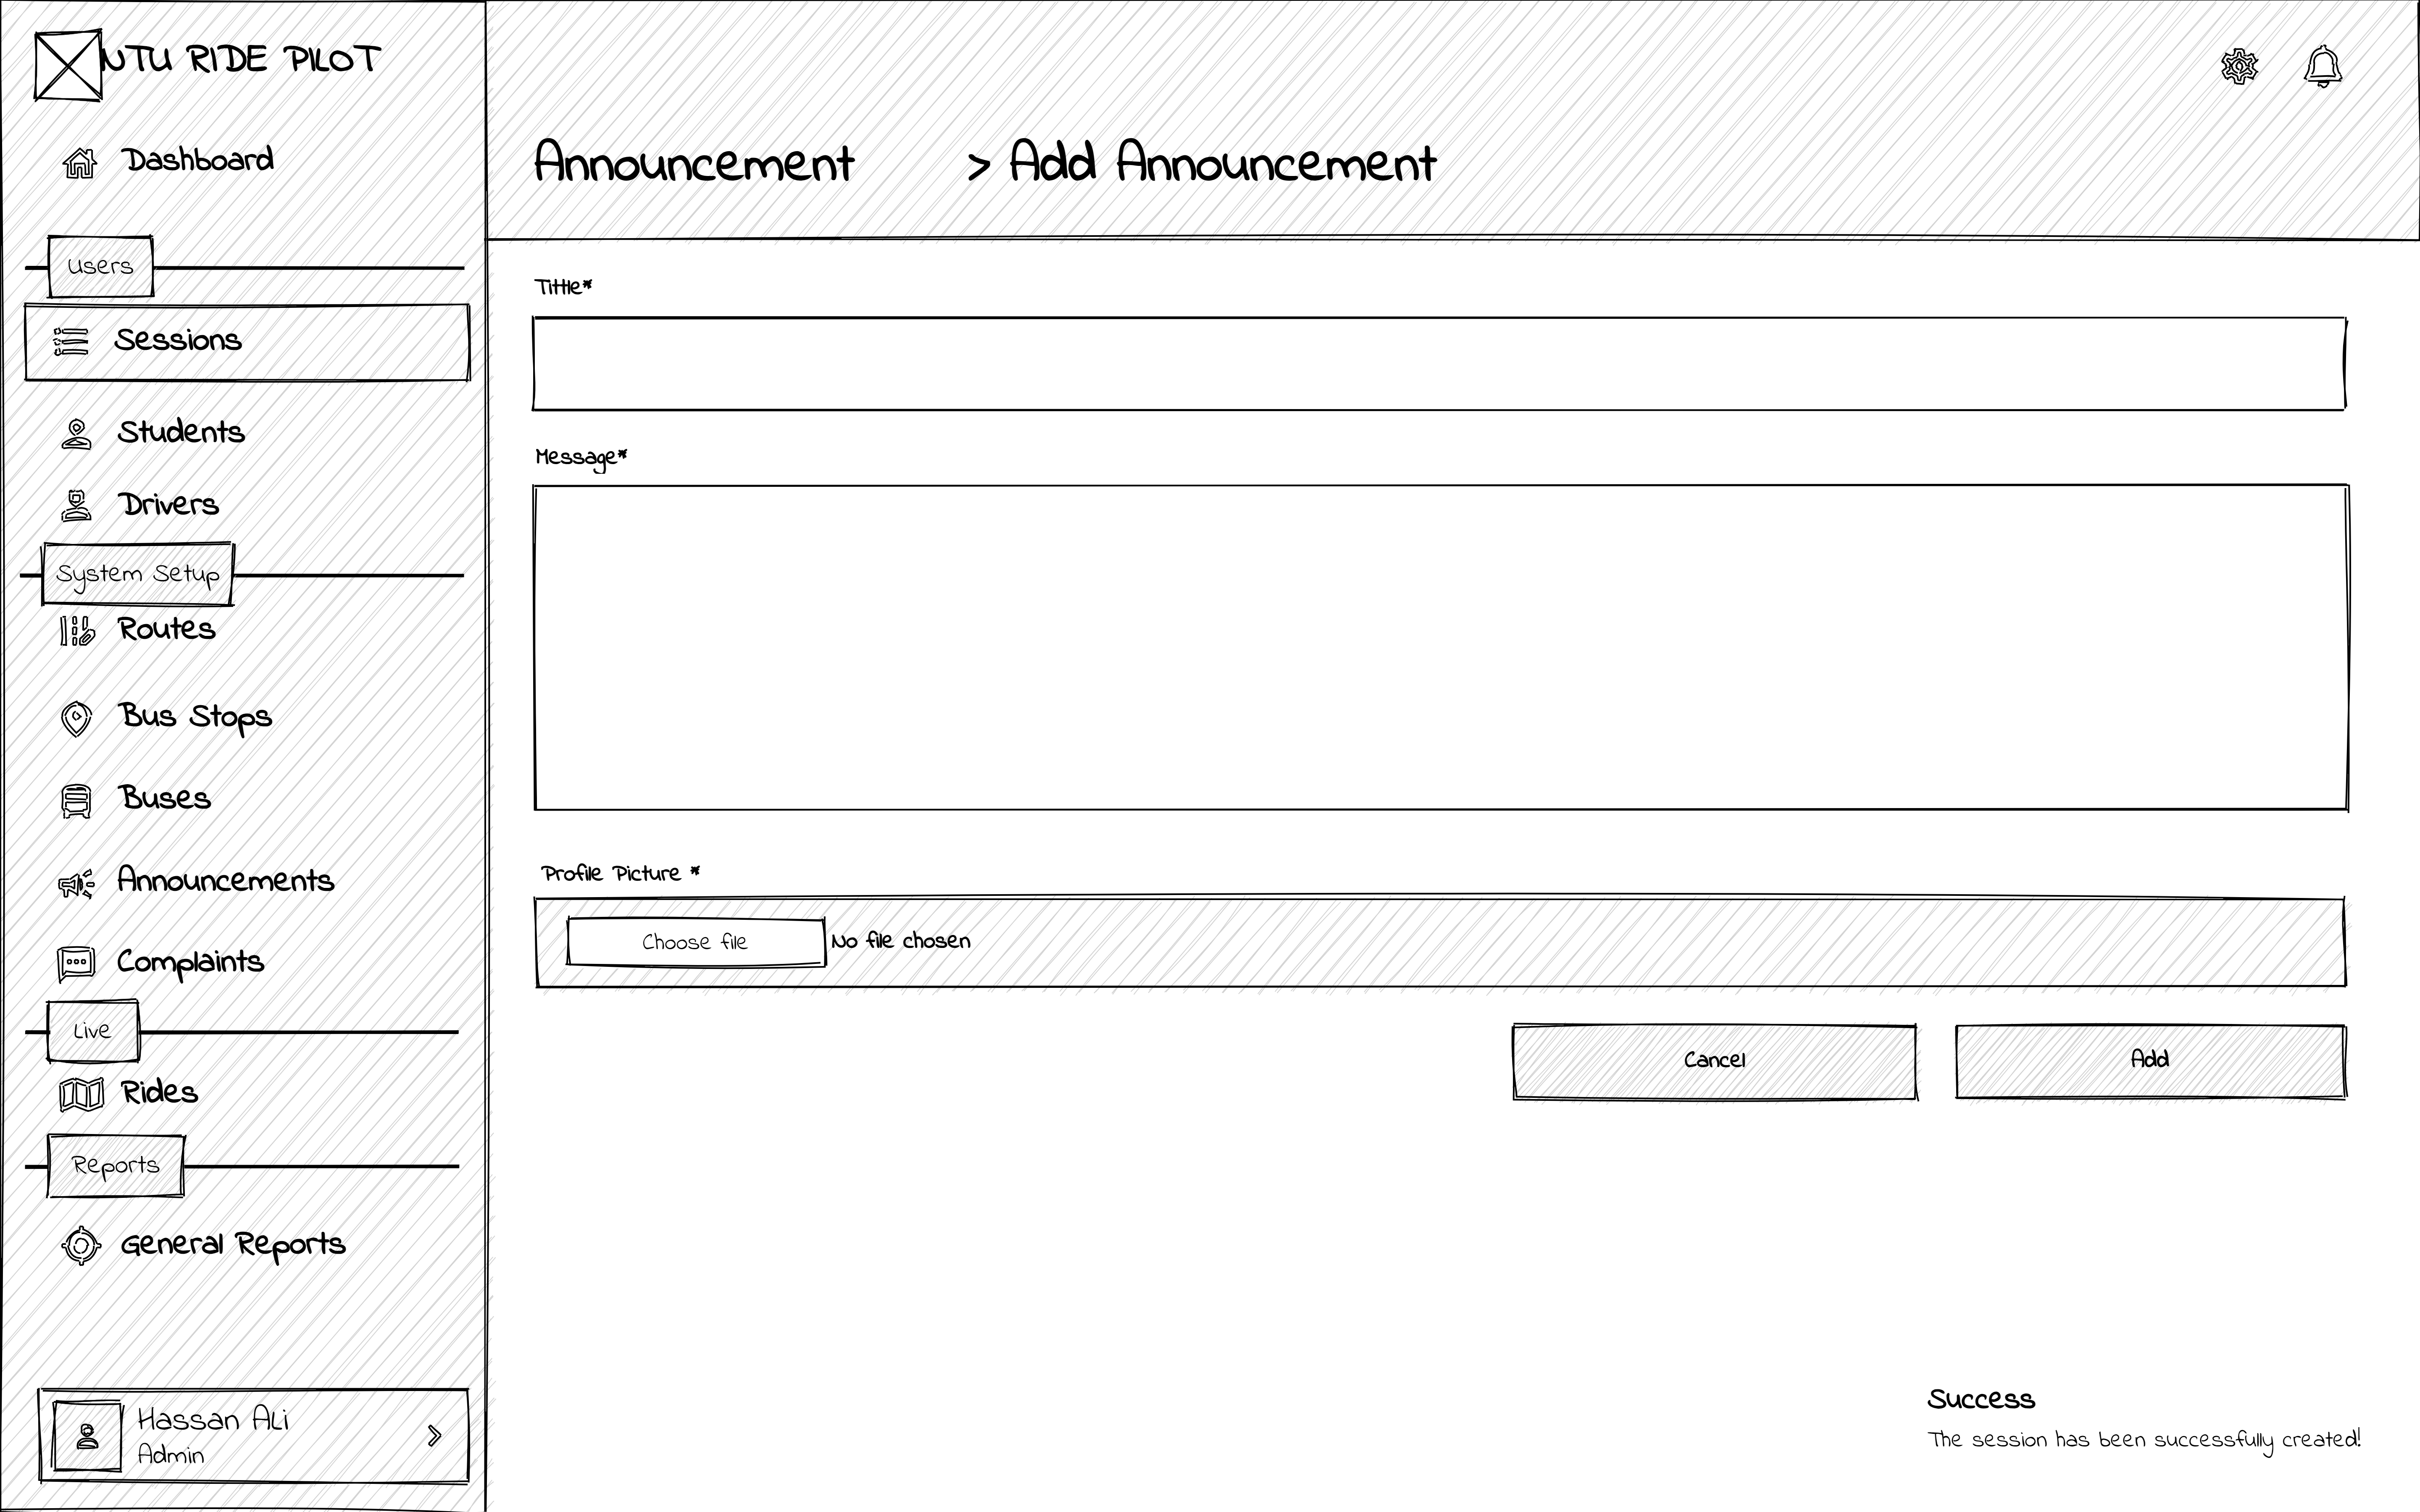 NTU RIDE PILOT
Dashboard
Users
Sessions
Students
Drivers
System Setup
Routes
Bus Stops
Buses
Announcements
Complaints
Live
Rides
Reports
General Reports
Hassan Ali
Admin
Announcement > Add Announcement
Tittle*
Message*
Profile Picture *
Choose file No file chosen
Cancel Add
Success
The session has been successfully created!